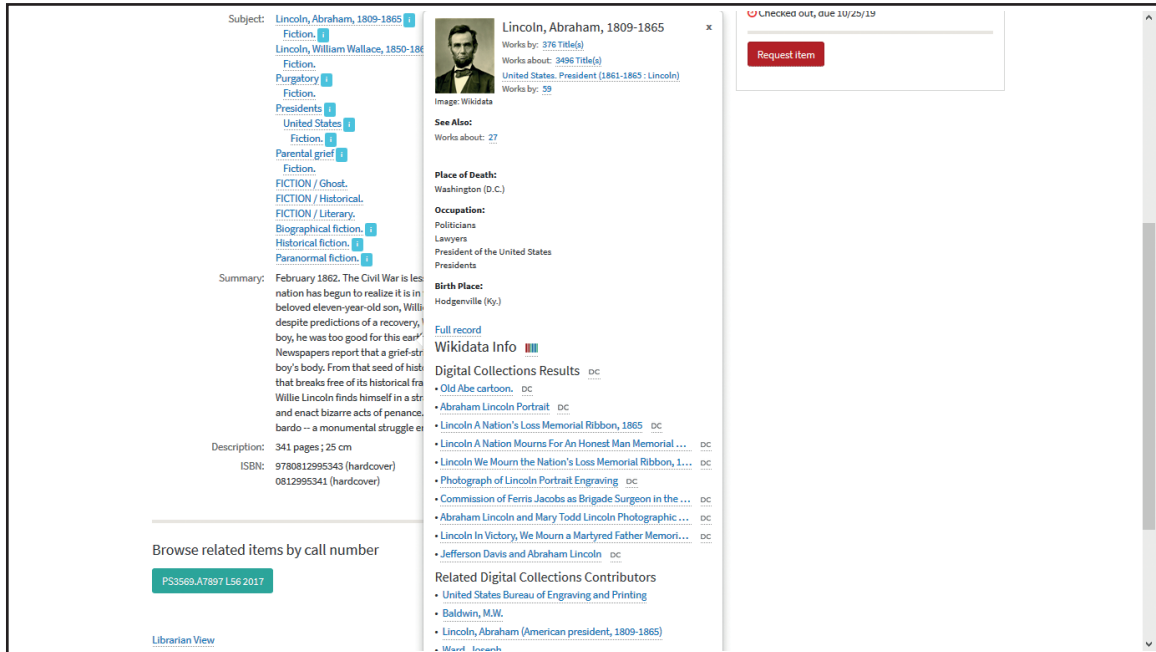 Subject:
Lincoln, Abraham, 1809-1865 i
Fiction. i
Lincoln, William Wallace, 1850-186
Fiction.
Purgatory i
Fiction.
Presidents i
United States i
Fiction. i
Parental grief i
Fiction.
FICTION / Ghost.
FICTION / Historical.
FICTION / Literary.
Biographical fiction. i
Historical fiction. i
Paranormal fiction. i
Summary:
February 1862. The Civil War is les
nation has begun to realize it is in
beloved eleven-year-old son, Willi
despite predictions of a recovery,
boy, he was too good for this eart
Newspapers report that a grief-str
boy's body. From that seed of hist
that breaks free of its historical fra
Willie Lincoln finds himself in a str
and enact bizarre acts of penance.
bardo -- a monumental struggle e
Description: 341 pages ; 25 cm
ISBN: 9780812995343 (hardcover)
0812995341 (hardcover)
Browse related items by call number
PS3569.A7897 L56 2017
Librarian View
Lincoln, Abraham, 1809-1865 x
Works by: 376 Title(s)
Works about: 3496 Title(s)
United States. President (1861-1865 : Lincoln)
Works by: 59
Image: Wikidata
See Also:
Works about: 27
Place of Death:
Washington (D.C.)
Occupation:
Politicians
Lawyers
President of the United States
Presidents
Birth Place:
Hodgenville (Ky.)
Full record
Wikidata Info
Digital Collections Results DC
• Old Abe cartoon. DC
• Abraham Lincoln Portrait DC
• Lincoln A Nation's Loss Memorial Ribbon, 1865 DC
• Lincoln A Nation Mourns For An Honest Man Memorial ... DC
• Lincoln We Mourn the Nation's Loss Memorial Ribbon, 1... DC
• Photograph of Lincoln Portrait Engraving DC
• Commission of Ferris Jacobs as Brigade Surgeon in the ... DC
• Abraham Lincoln and Mary Todd Lincoln Photographic ... DC
• Lincoln In Victory, We Mourn a Martyred Father Memori... DC
• Jefferson Davis and Abraham Lincoln DC
Related Digital Collections Contributors
• United States Bureau of Engraving and Printing
• Baldwin, M.W.
• Lincoln, Abraham (American president, 1809-1865)
• Ward, Joseph
Checked out, due 10/25/19
Request item